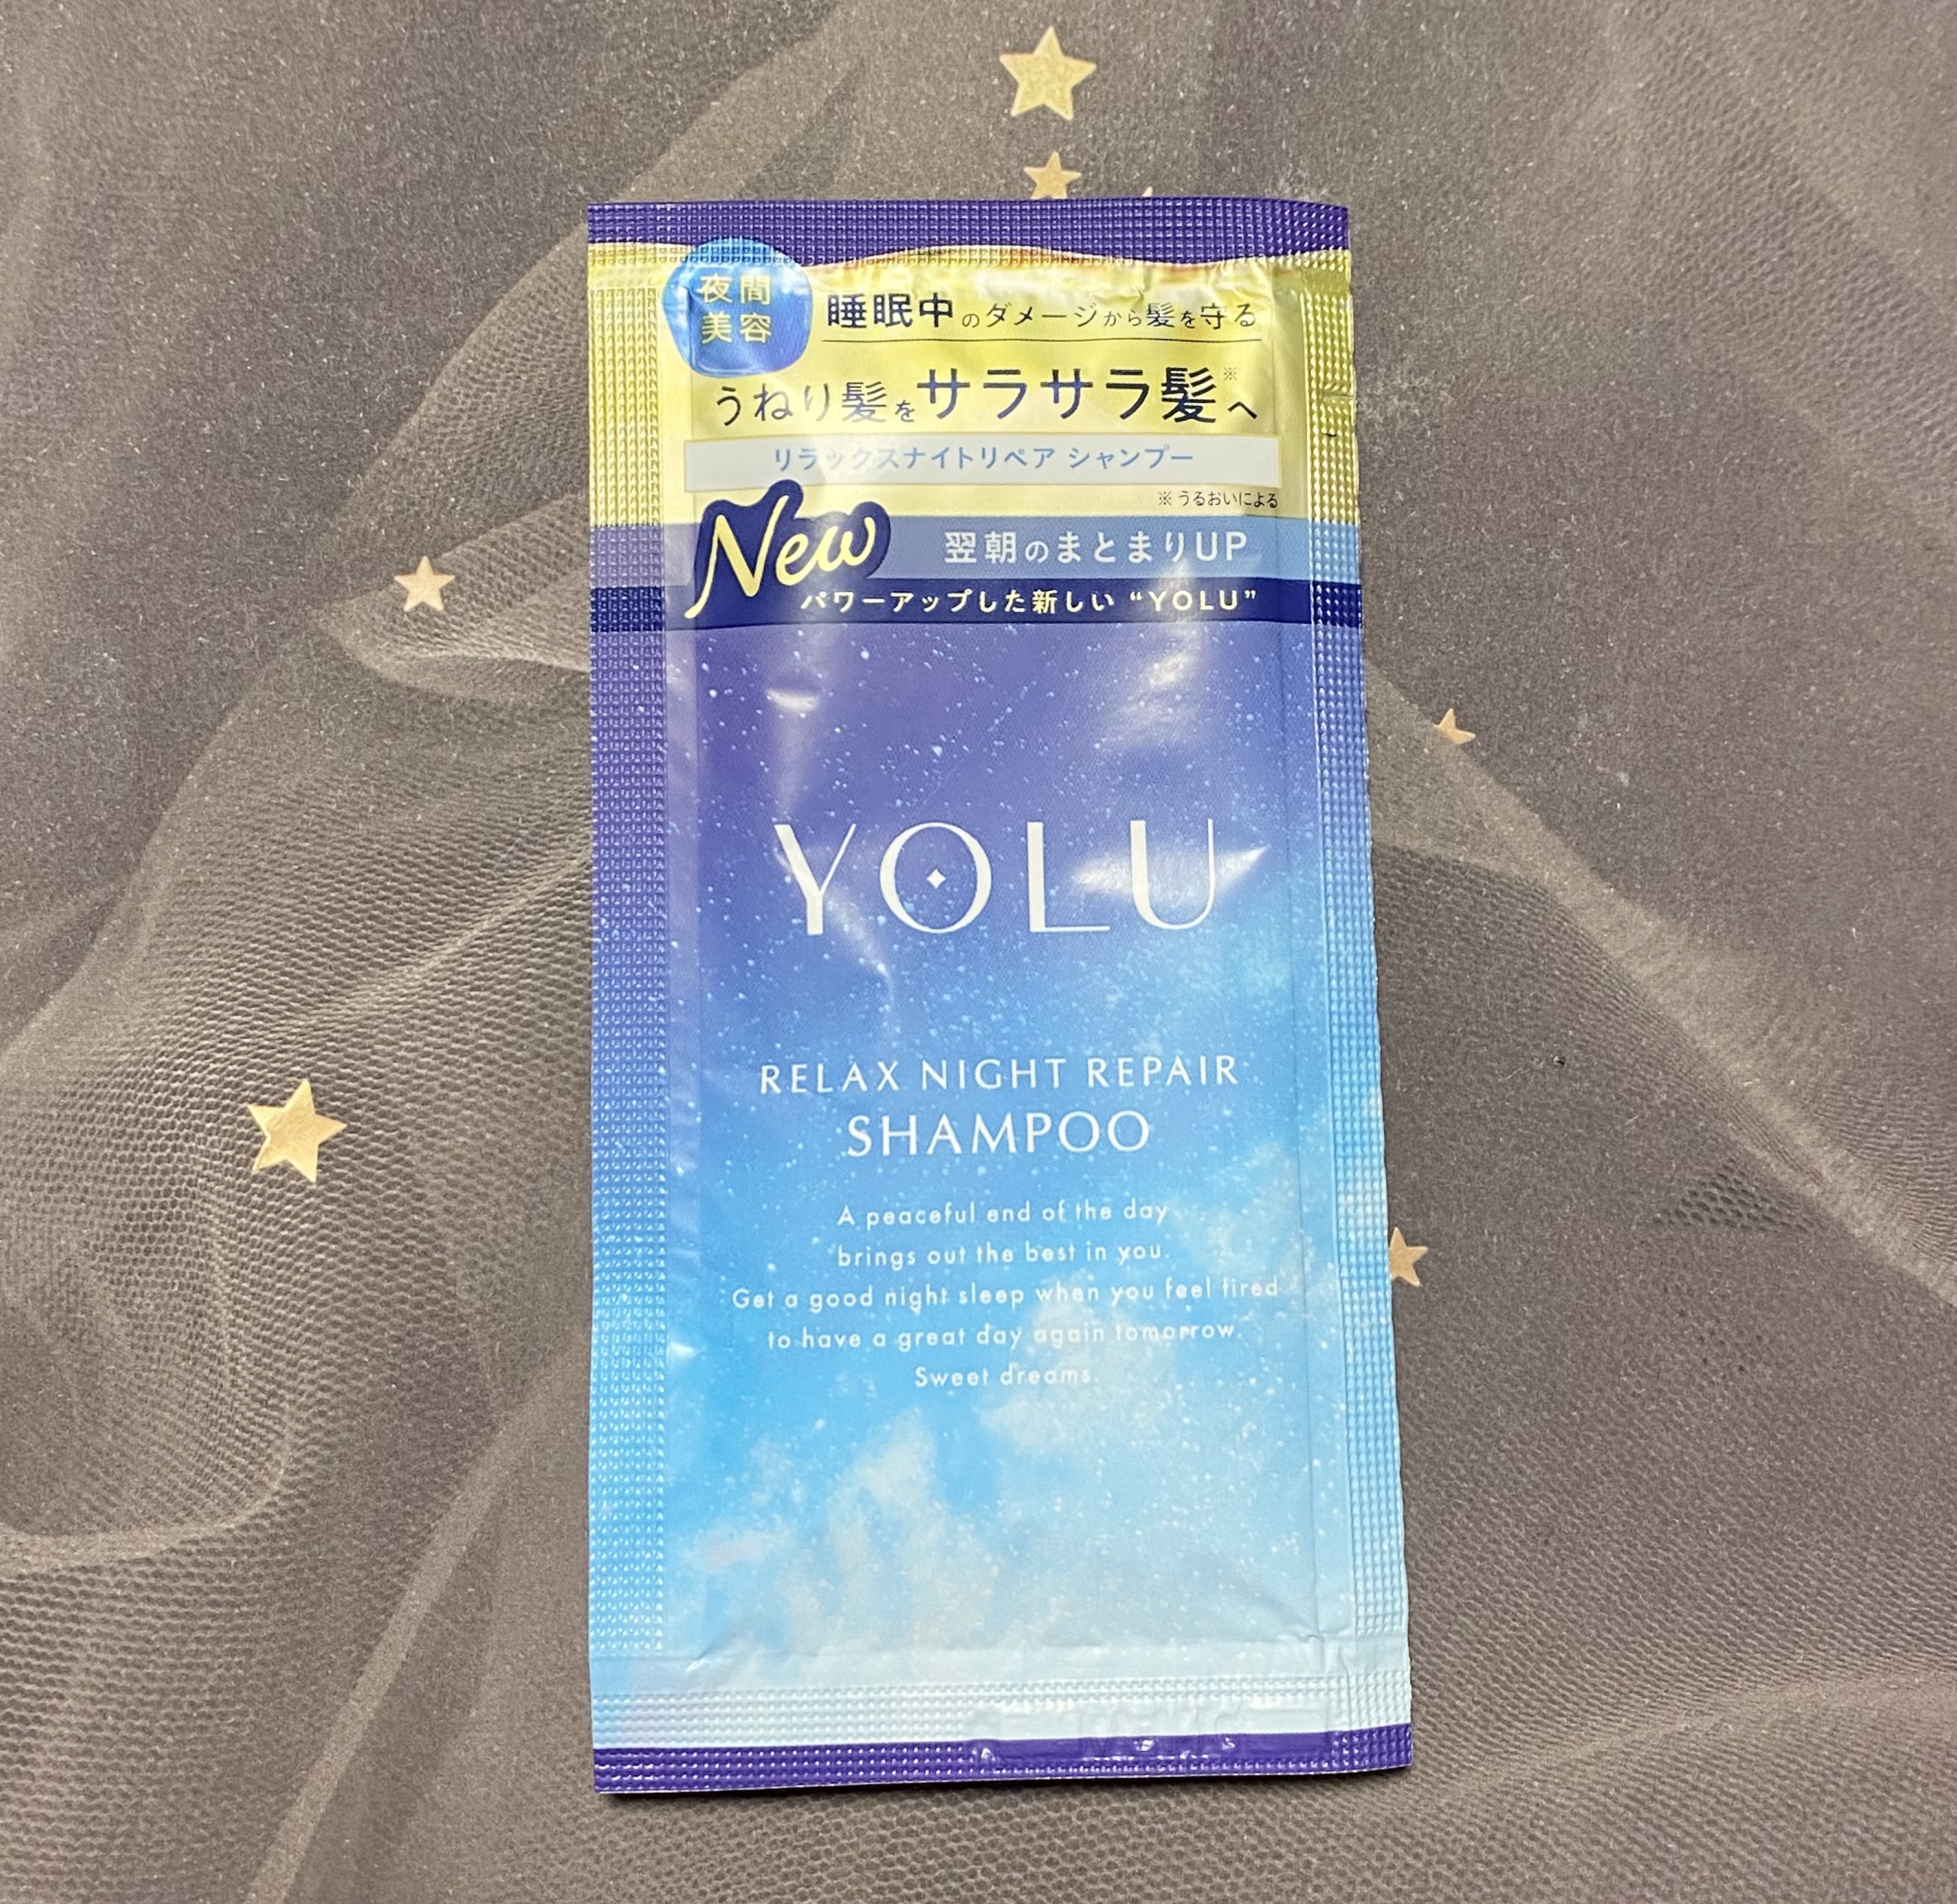 夜間
美容
睡眠中のダメージから髪を守る
うねり髪をサラサラ髪へ※
リラックスナイトリペア シャンプー
※うるおいによる
New
翌朝のまとまりUP
パワーアップした新しい“YOLU”
YOLU
RELAX NIGHT REPAIR
SHAMPOO
A peaceful end of the day
brings out the best in you.
Get a good night sleep when you feel tired
to have a great day again tomorrow.
Sweet dreams.